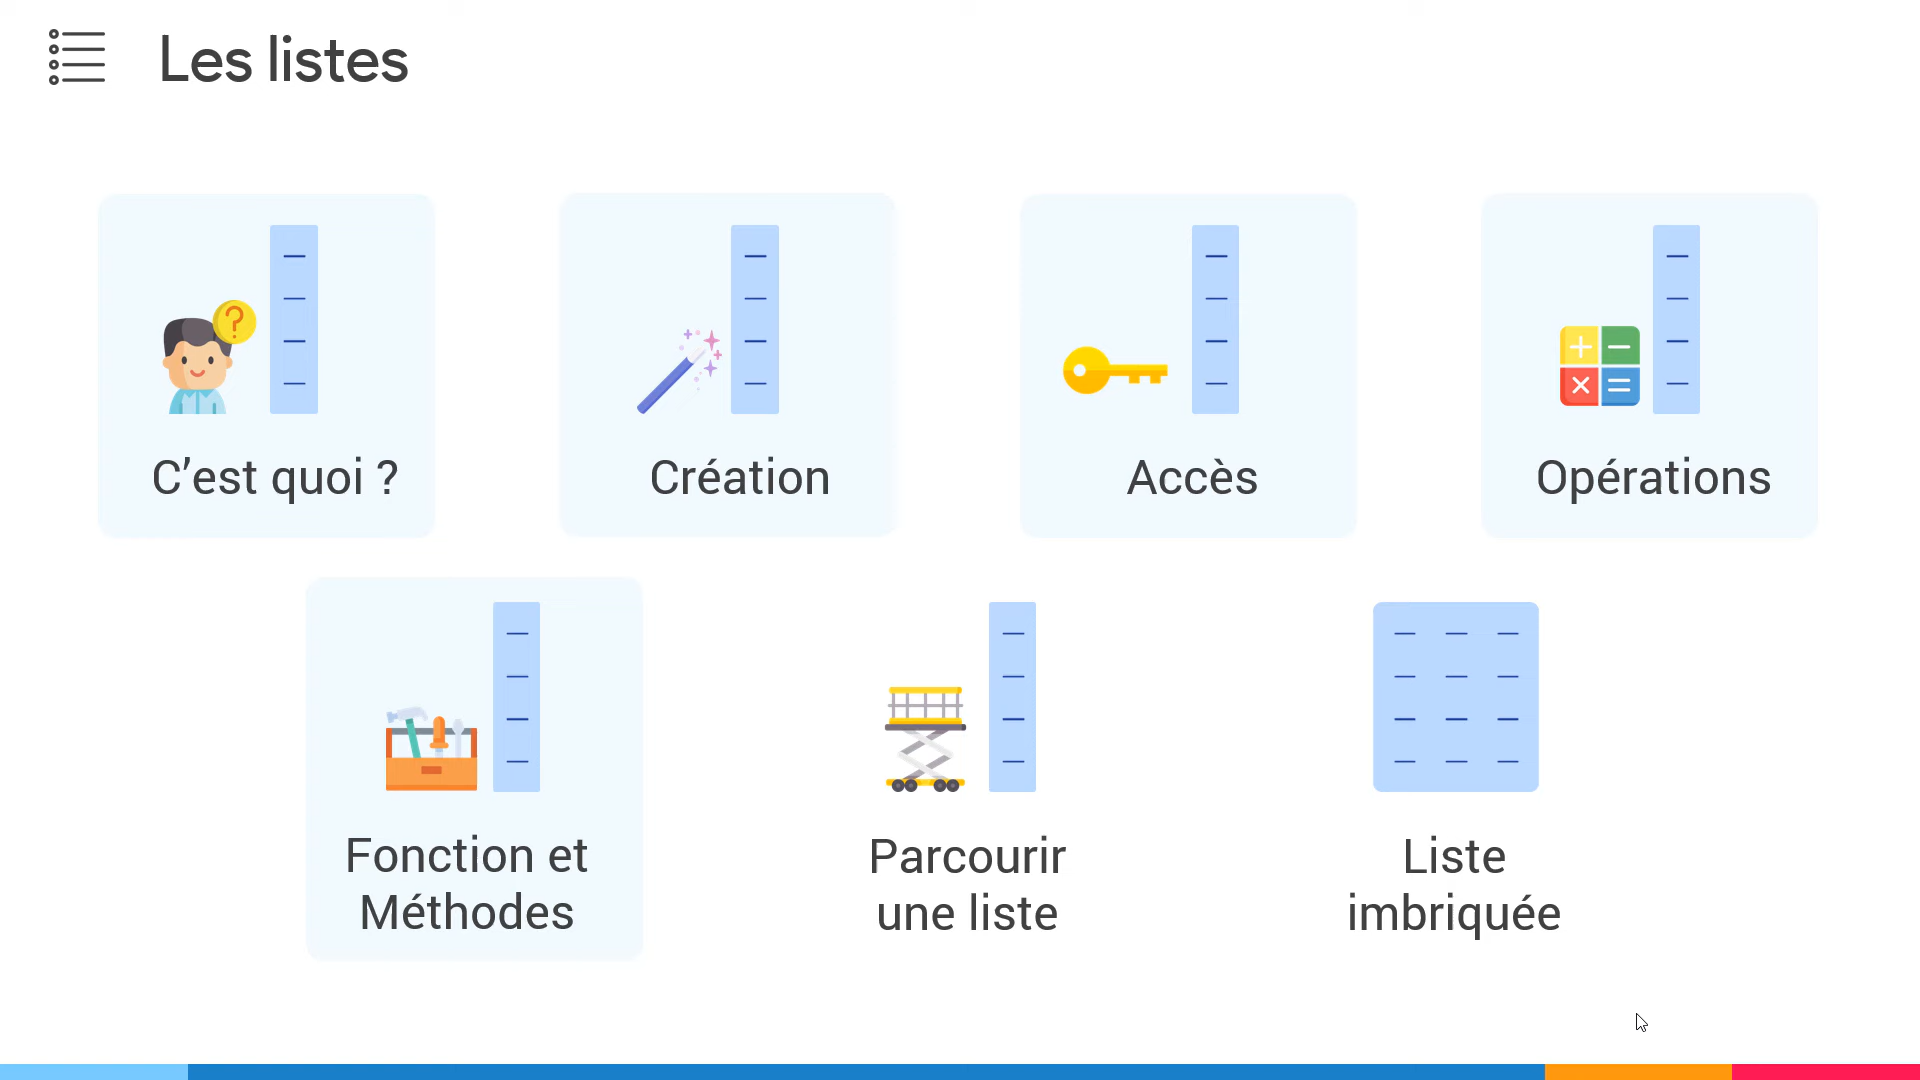 Les listes
C’est quoi ?
Création
Accès
Opérations
Fonction et
Méthodes
Parcourir
une liste
Liste
imbriquée